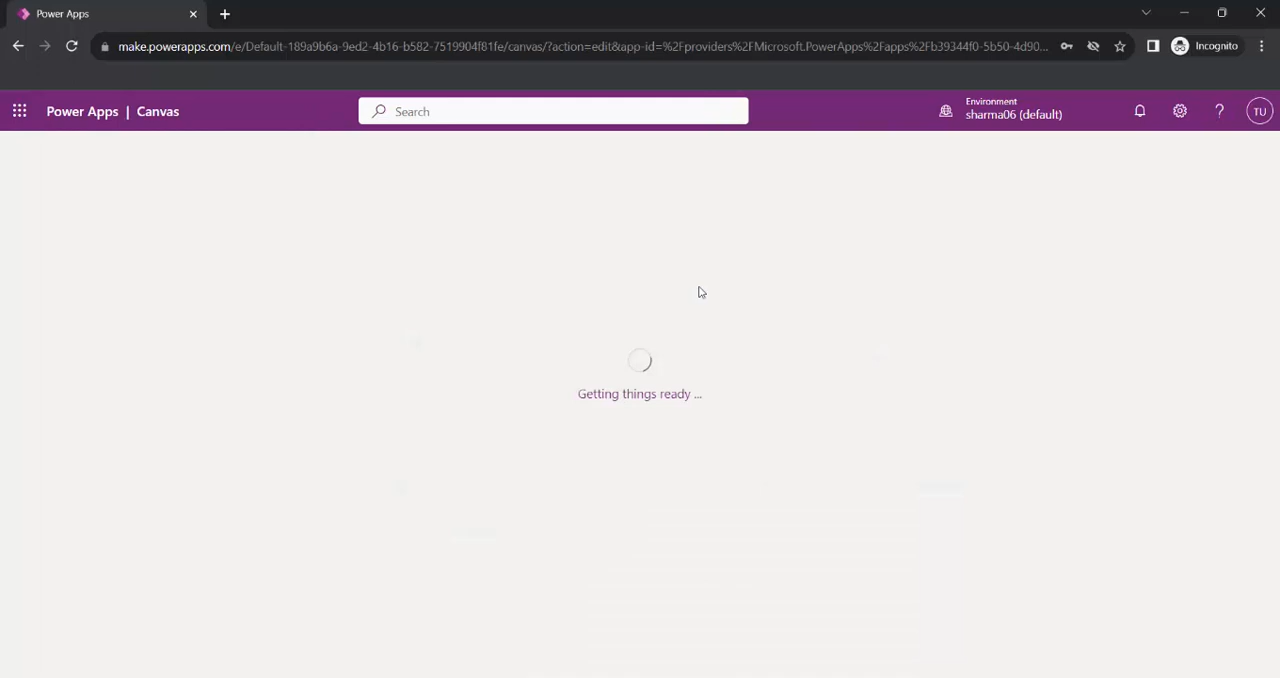 Power Apps
make.powerapps.com/e/Default-189a9b6a-9ed2-4b16-b582-7519904f81fe/canvas/?action=edit&app-id=%2Fproviders%2FMicrosoft.PowerApps%2Fapps%2Fb39344f0-5b50-4d90...
Incognito
Power Apps | Canvas
Search
Environment
sharma06 (default)
TU
Getting things ready ...